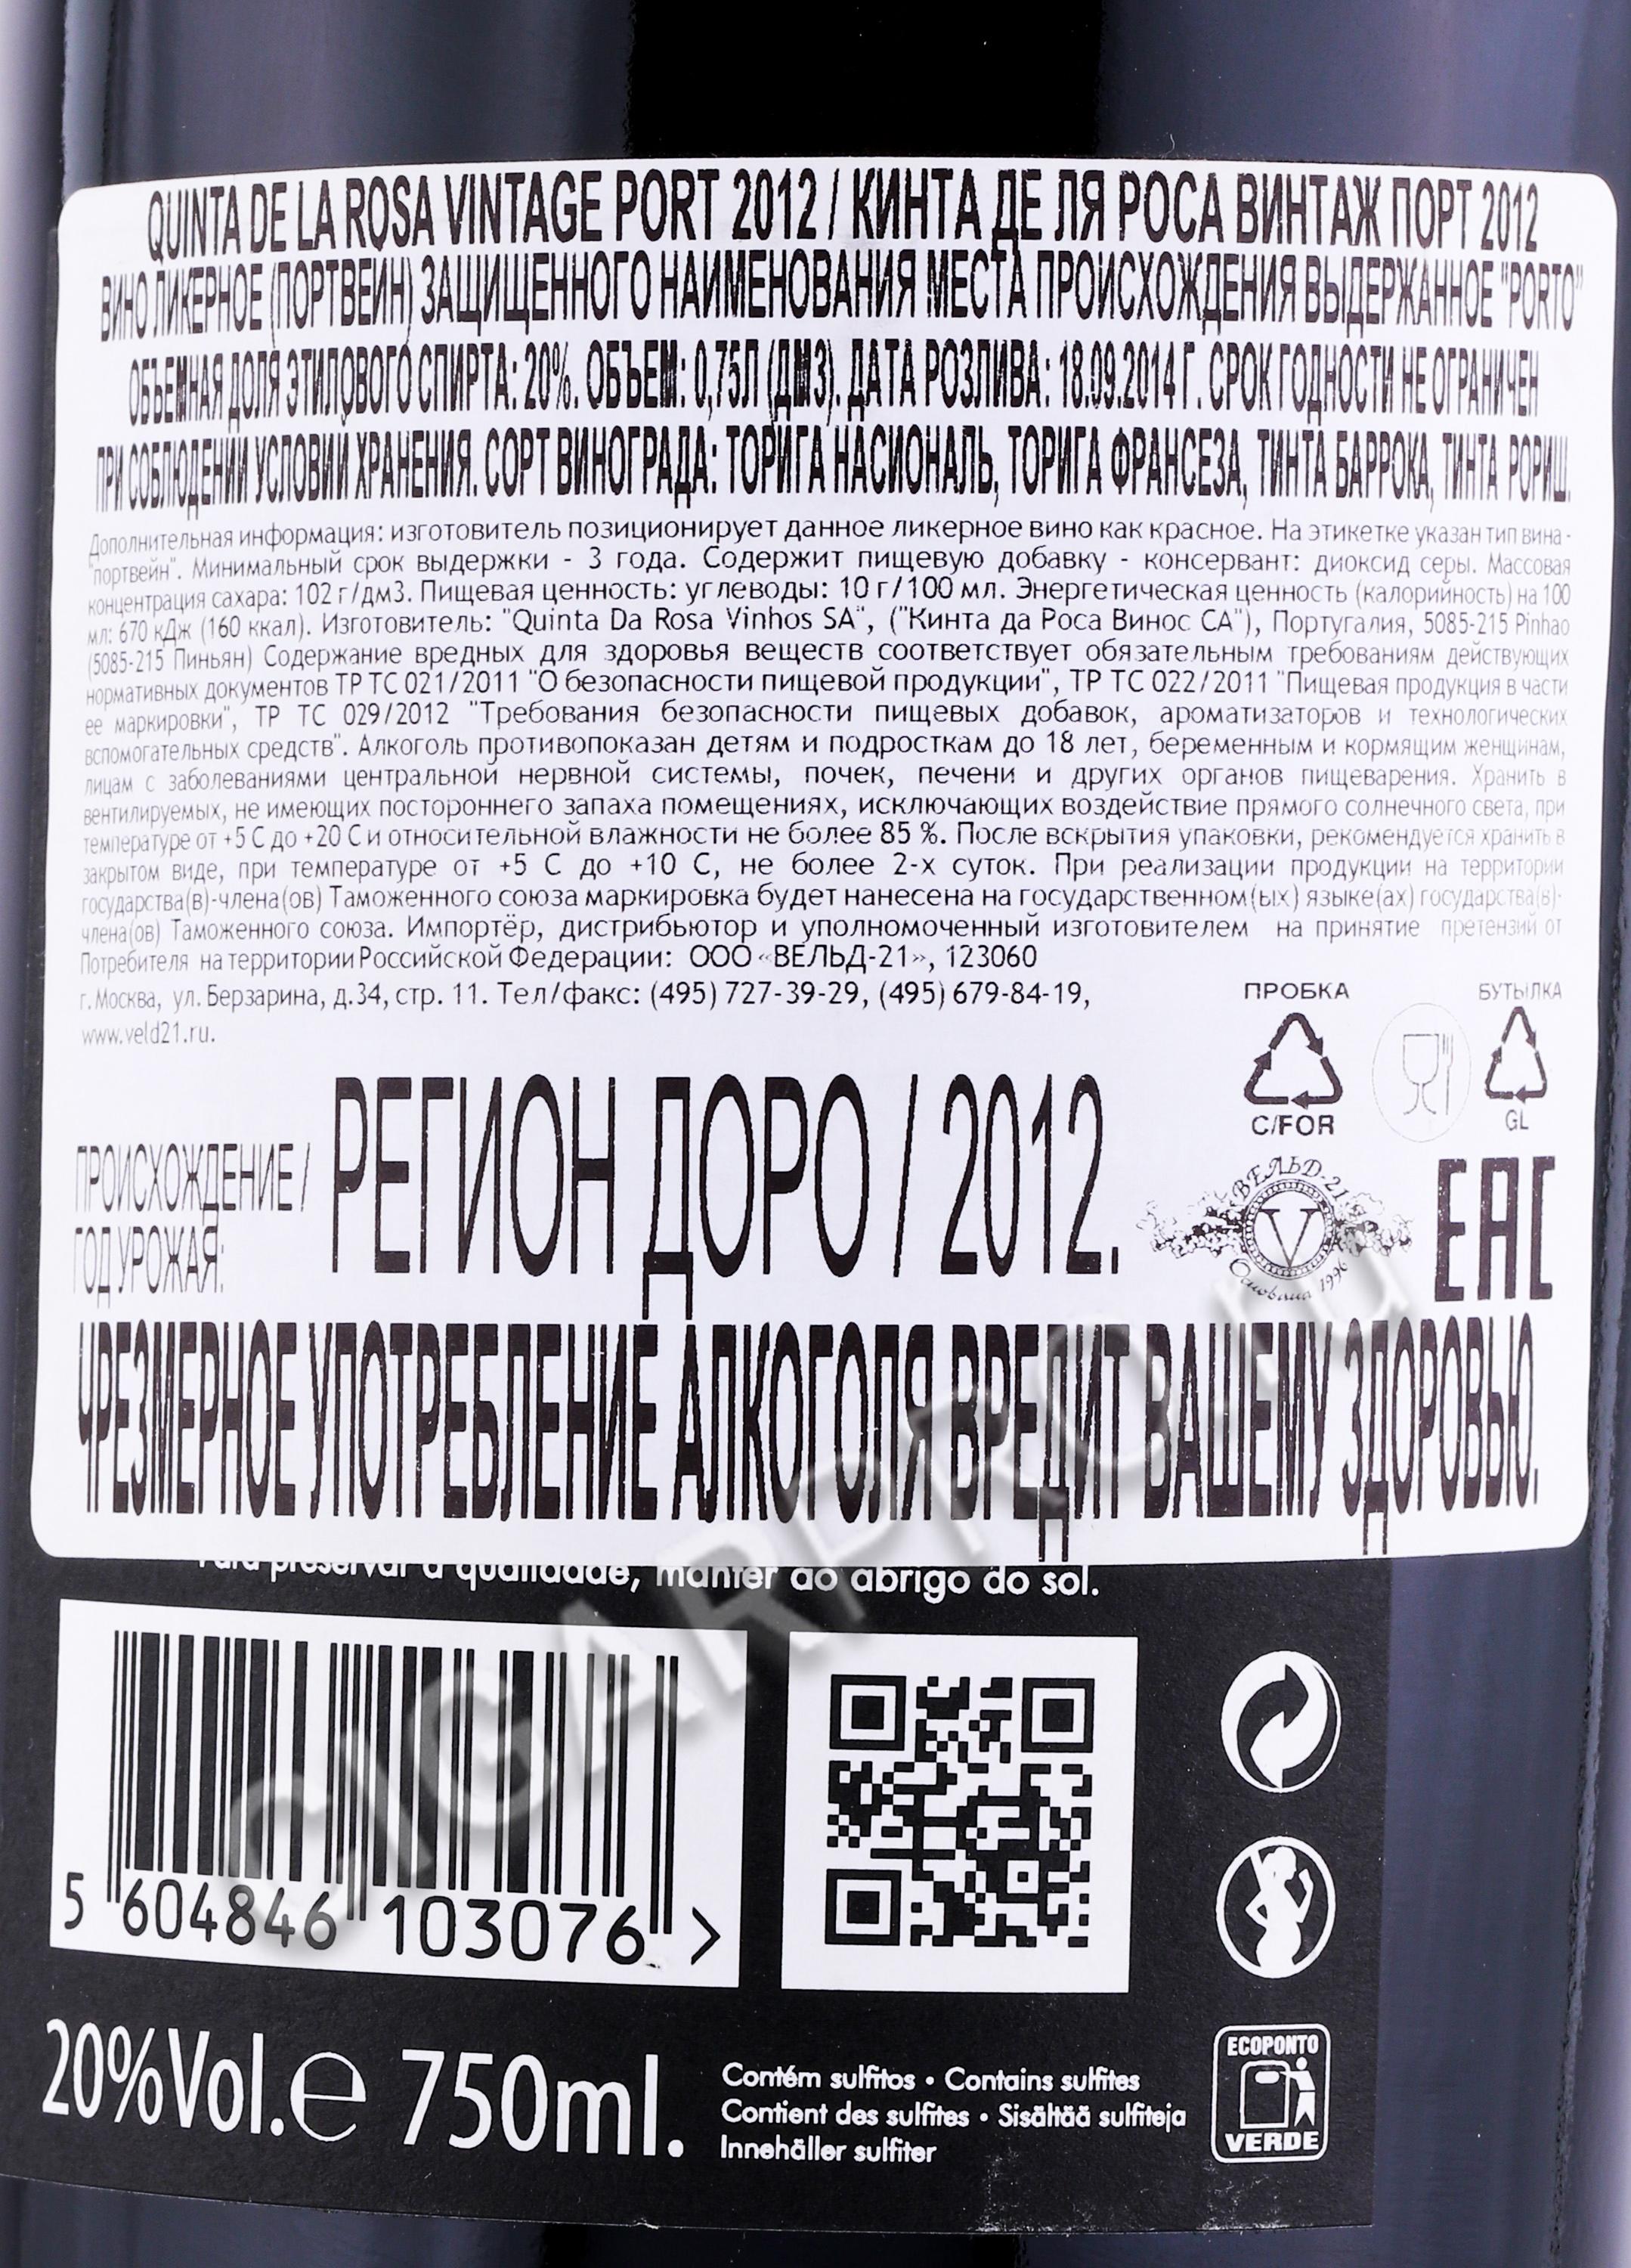 QUINTA DE LA ROSA VINTAGE PORT 2012 / КИНТА ДЕ ЛЯ РОСА ВИНТАЖ ПОРТ 2012
ВИНО ЛИКЕРНОЕ (ПОРТВЕЙН) ЗАЩИЩЕННОГО НАИМЕНОВАНИЯ МЕСТА ПРОИСХОЖДЕНИЯ ВЫДЕРЖАННОЕ "PORTO"
ОБЪЕМНАЯ ДОЛЯ ЭТИЛОВОГО СПИРТА: 20%. ОБЪЕМ: 0,75Л (ДМ3). ДАТА РОЗЛИВА: 18.09.2014 Г. СРОК ГОДНОСТИ НЕ ОГРАНИЧЕН
ПРИ СОБЛЮДЕНИИ УСЛОВИЙ ХРАНЕНИЯ. СОРТ ВИНОГРАДА: ТОРИГА НАСИОНАЛЬ, ТОРИГА ФРАНСЕЗА, ТИНТА БАРРОКА, ТИНТА РОРИШ.
Дополнительная информация: изготовитель позиционирует данное ликерное вино как красное. На этикетке указан тип вина -
"портвейн". Минимальный срок выдержки - 3 года. Содержит пищевую добавку - консервант: диоксид серы. Массовая
концентрация сахара: 102 г/дм3. Пищевая ценность: углеводы: 10 г/100 мл. Энергетическая ценность (калорийность) на 100
мл: 670 кДж (160 ккал). Изготовитель: "Quinta Da Rosa Vinhos SA", ("Кинта да Роса Винос СА"), Португалия, 5085-215 Pinhao
(5085-215 Пиньян) Содержание вредных для здоровья веществ соответствует обязательным требованиям действующих
нормативных документов ТР ТС 021/2011 "О безопасности пищевой продукции", ТР ТС 022/2011 "Пищевая продукция в части
ее маркировки", ТР ТС 029/2012 "Требования безопасности пищевых добавок, ароматизаторов и технологических
вспомогательных средств". Алкоголь противопоказан детям и подросткам до 18 лет, беременным и кормящим женщинам,
лицам с заболеваниями центральной нервной системы, почек, печени и других органов пищеварения. Хранить в
вентилируемых, не имеющих постороннего запаха помещениях, исключающих воздействие прямого солнечного света, при
температуре от +5 С до +20 С и относительной влажности не более 85 %. После вскрытия упаковки, рекомендуется хранить в
закрытом виде, при температуре от +5 С до +10 С, не более 2-х суток. При реализации продукции на территории
государства(в)-члена(ов) Таможенного союза маркировка будет нанесена на государственном(ых) языке(ах) государства(в)-
члена(ов) Таможенного союза. Импортёр, дистрибьютор и уполномоченный изготовителем на принятие претензий от
Потребителя на территории Российской Федерации: ООО «ВЕЛЬД-21», 123060
г. Москва, ул. Берзарина, д.34, стр. 11. Тел/факс: (495) 727-39-29, (495) 679-84-19,
www.veld21.ru.
ПРОБКА БУТЫЛКА
C/FOR GL
ПРОИСХОЖДЕНИЕ /
ГОД УРОЖАЯ:
РЕГИОН ДОРО / 2012.
ВЕЛЬД-21
V
Основана 1996
ЕАС
ЧРЕЗМЕРНОЕ УПОТРЕБЛЕНИЕ АЛКОГОЛЯ ВРЕДИТ ВАШЕМУ ЗДОРОВЬЮ.
Para preservar a qualidade, manter ao abrigo do sol.
CIGARPRO.ru
5 604846 103076 >
20%Vol. e 750ml.
Contém sulfitos • Contains sulfites
Contient des sulfites • Sisältää sulfiteja
Innehåller sulfiter
ECOPONTO
VERDE